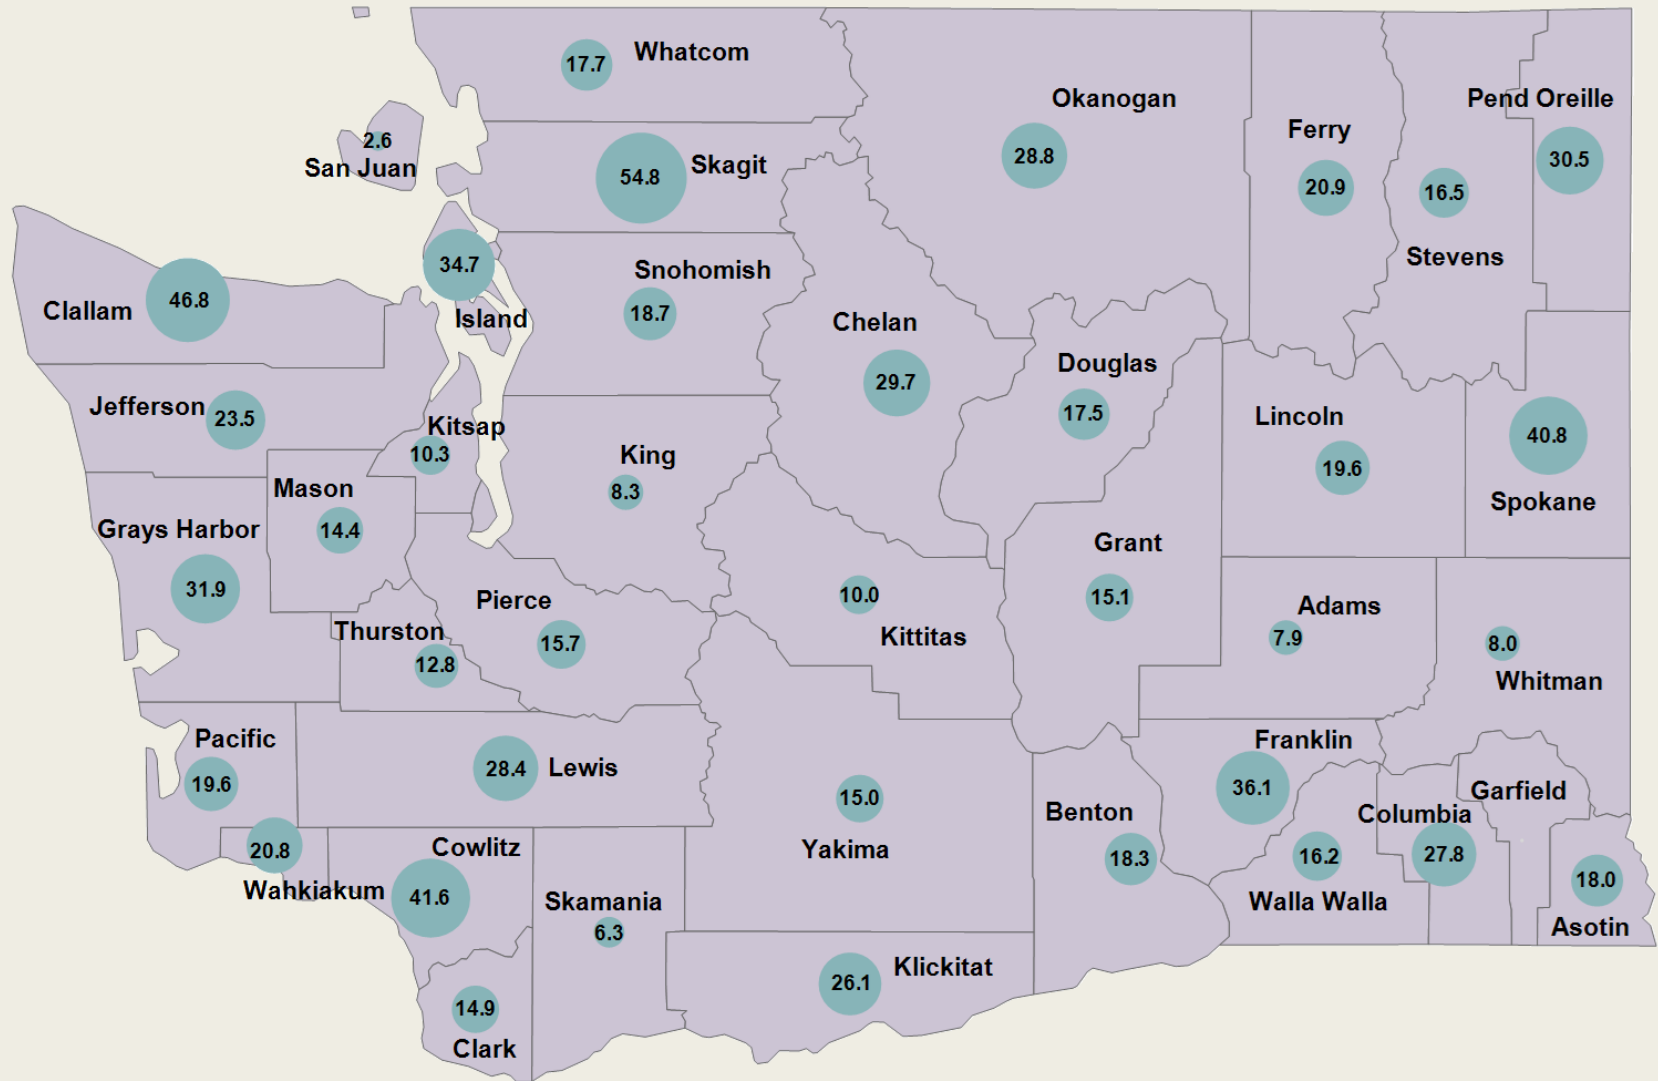 Whatcom
17.7
Okanogan
28.8
Pend Oreille
30.5
Ferry
20.9
2.6
San Juan
Skagit
54.8
16.5
Stevens
34.7
Island
Snohomish
18.7
Clallam
46.8
Chelan
29.7
Douglas
17.5
Jefferson
23.5
Kitsap
10.3
King
8.3
Lincoln
19.6
40.8
Spokane
Mason
14.4
Grays Harbor
31.9
Grant
15.1
Pierce
15.7
10.0
Kittitas
Adams
7.9
8.0
Whitman
Thurston
12.8
Pacific
19.6
28.4
Lewis
Franklin
36.1
15.0
Yakima
Benton
18.3
Garfield
Columbia
27.8
16.2
Walla Walla
18.0
Asotin
20.8
Wahkiakum
Cowlitz
41.6
Skamania
6.3
Klickitat
26.1
14.9
Clark